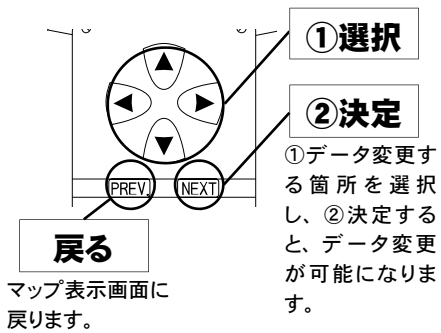 ①選択
②決定
①データ変更す
る箇所を選択
し、②決定する
と、データ変更
が可能になりま
す。
PREV.
NEXT
戻る
マップ表示画面に
戻ります。